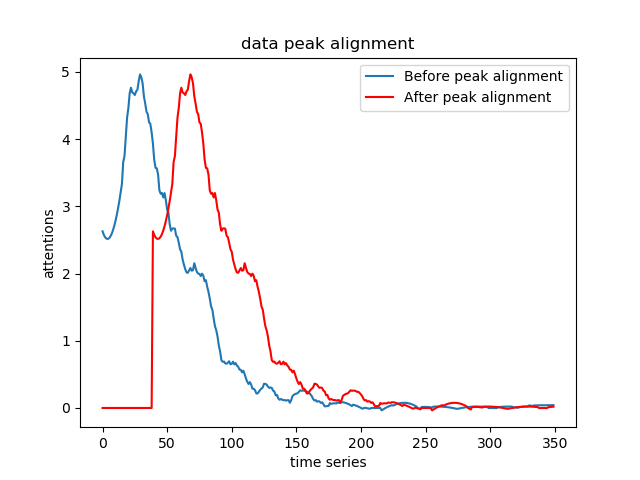 data peak alignment
Before peak alignment
After peak alignment
5
4
3
2
1
0
attentions
0 50 100 150 200 250 300 350
time series